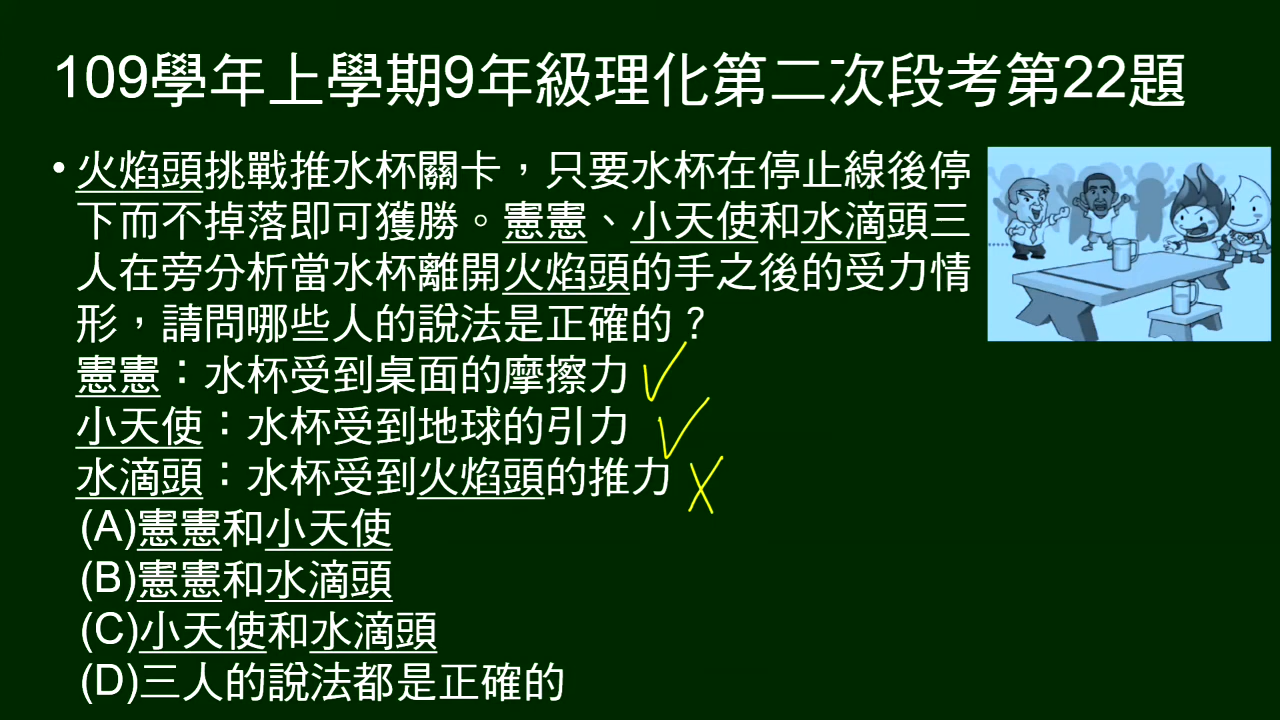 109學年上學期9年級理化第二次段考第22題
• 火焰頭挑戰推水杯關卡，只要水杯在停止線後停
下而不掉落即可獲勝。憲憲、小天使和水滴頭三
人在旁分析當水杯離開火焰頭的手之後的受力情
形，請問哪些人的說法是正確的？
憲憲：水杯受到桌面的摩擦力
小天使：水杯受到地球的引力
水滴頭：水杯受到火焰頭的推力
(A)憲憲和小天使
(B)憲憲和水滴頭
(C)小天使和水滴頭
(D)三人的說法都是正確的